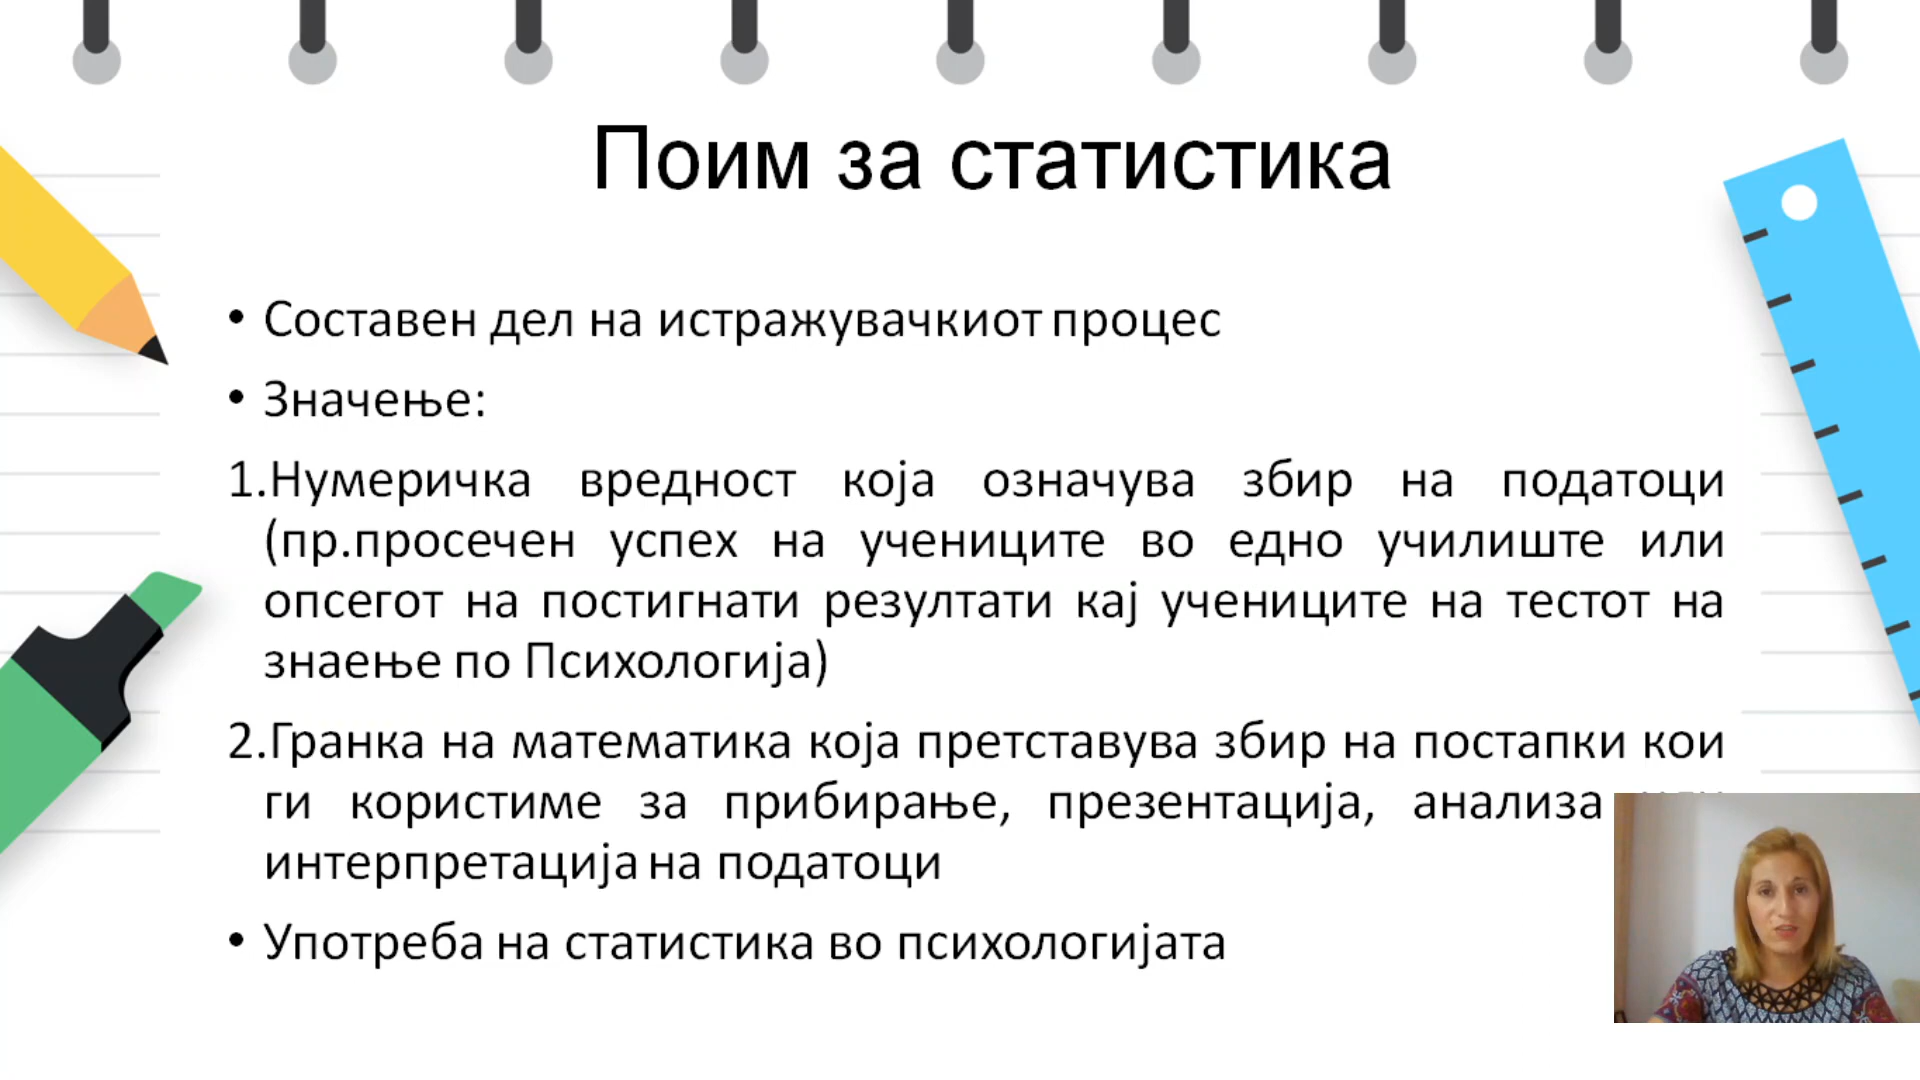 Поим за статистика
• Составен дел на истражувачкиот процес
• Значење:
1.Нумеричка вредност која означува збир на податоци
(пр.просечен успех на учениците во едно училиште или
опсегот на постигнати резултати кај учениците на тестот на
знаење по Психологија)
2.Гранка на математика која претставува збир на постапки кои
ги користиме за прибирање, презентација, анализа
интерпретација на податоци
• Употреба на статистика во психологијата